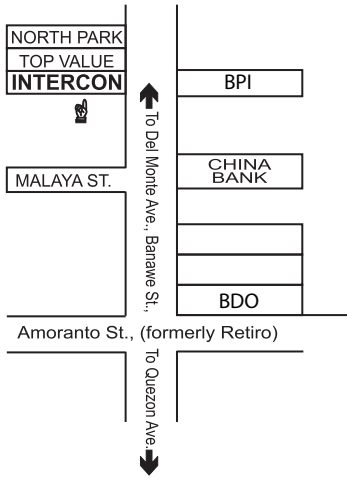 NORTH PARK
TOP VALUE
INTERCON
BPI
CHINA
BANK
MALAYA ST.
To Del Monte Ave., Banawe St.,
BDO
Amoranto St., (formerly Retiro)
To Quezon Ave.